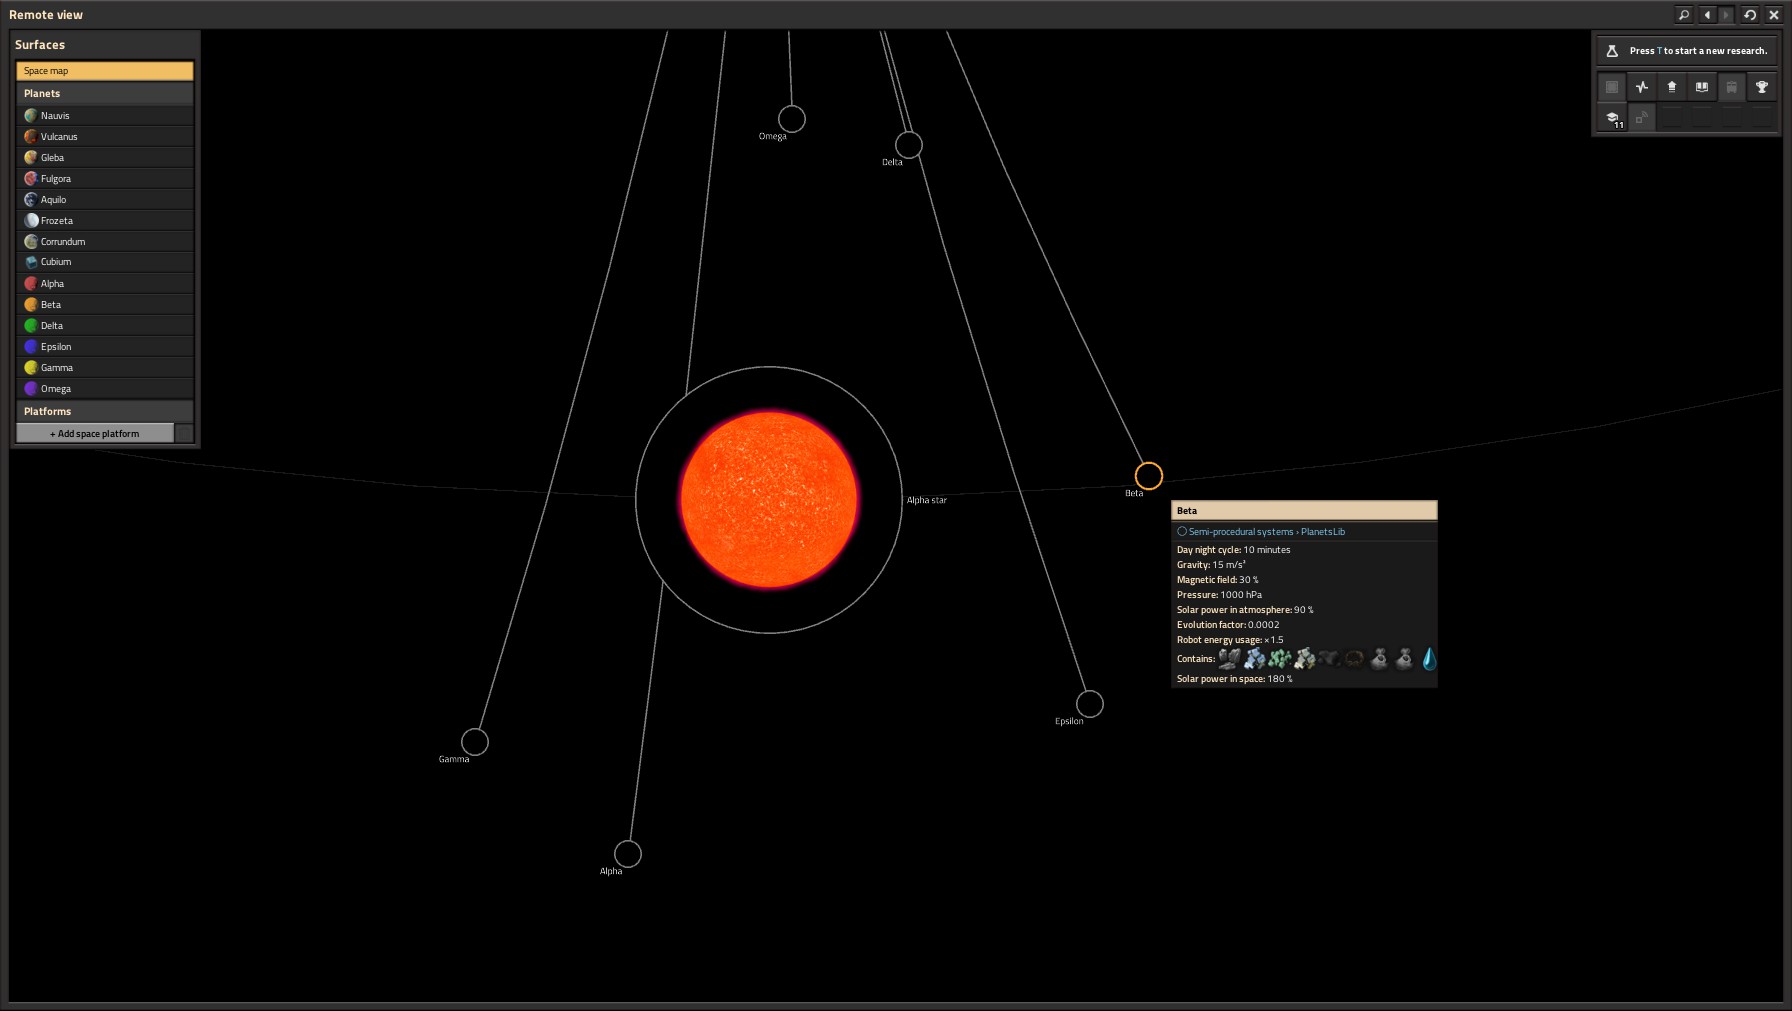 Remote view
Surfaces
Space map
Planets
Nauvis
Vulcanus
Gleba
Fulgora
Aquilo
Frozeta
Corrundum
Cubium
Alpha
Beta
Delta
Epsilon
Gamma
Omega
Platforms
+ Add space platform
Press T to start a new research.
11
Omega
Delta
Alpha star
Beta
Beta
Semi-procedural systems › PlanetsLib
Day night cycle: 10 minutes
Gravity: 15 m/s²
Magnetic field: 30 %
Pressure: 1000 hPa
Solar power in atmosphere: 90 %
Evolution factor: 0.0002
Robot energy usage: ×1.5
Contains:
Solar power in space: 180 %
Epsilon
Gamma
Alpha